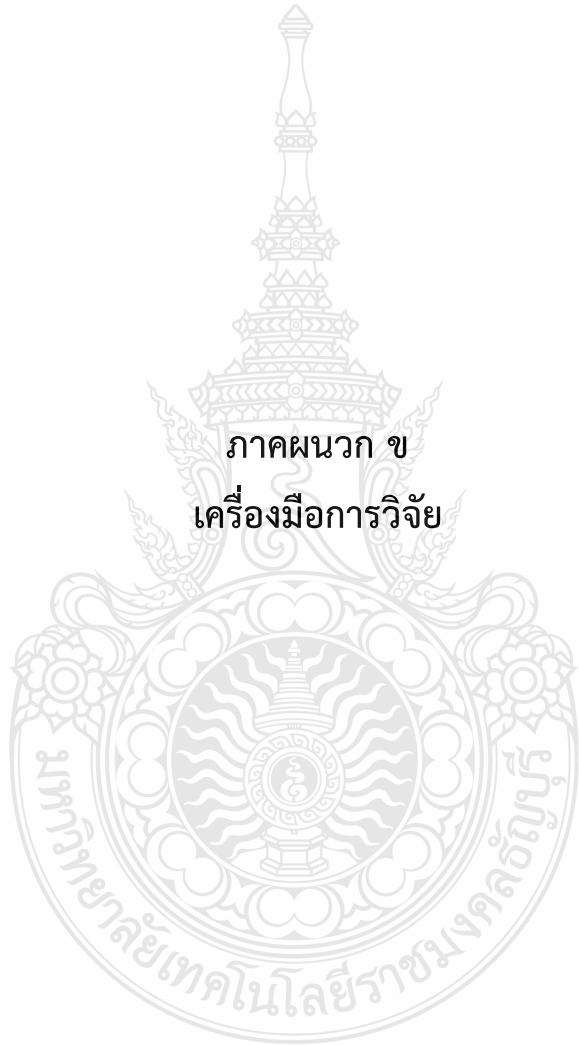 ภาคผนวก ข
เครื่องมือการวิจัย
มหาวิทยาลัยเทคโนโลยีราชมงคลธัญบุรี